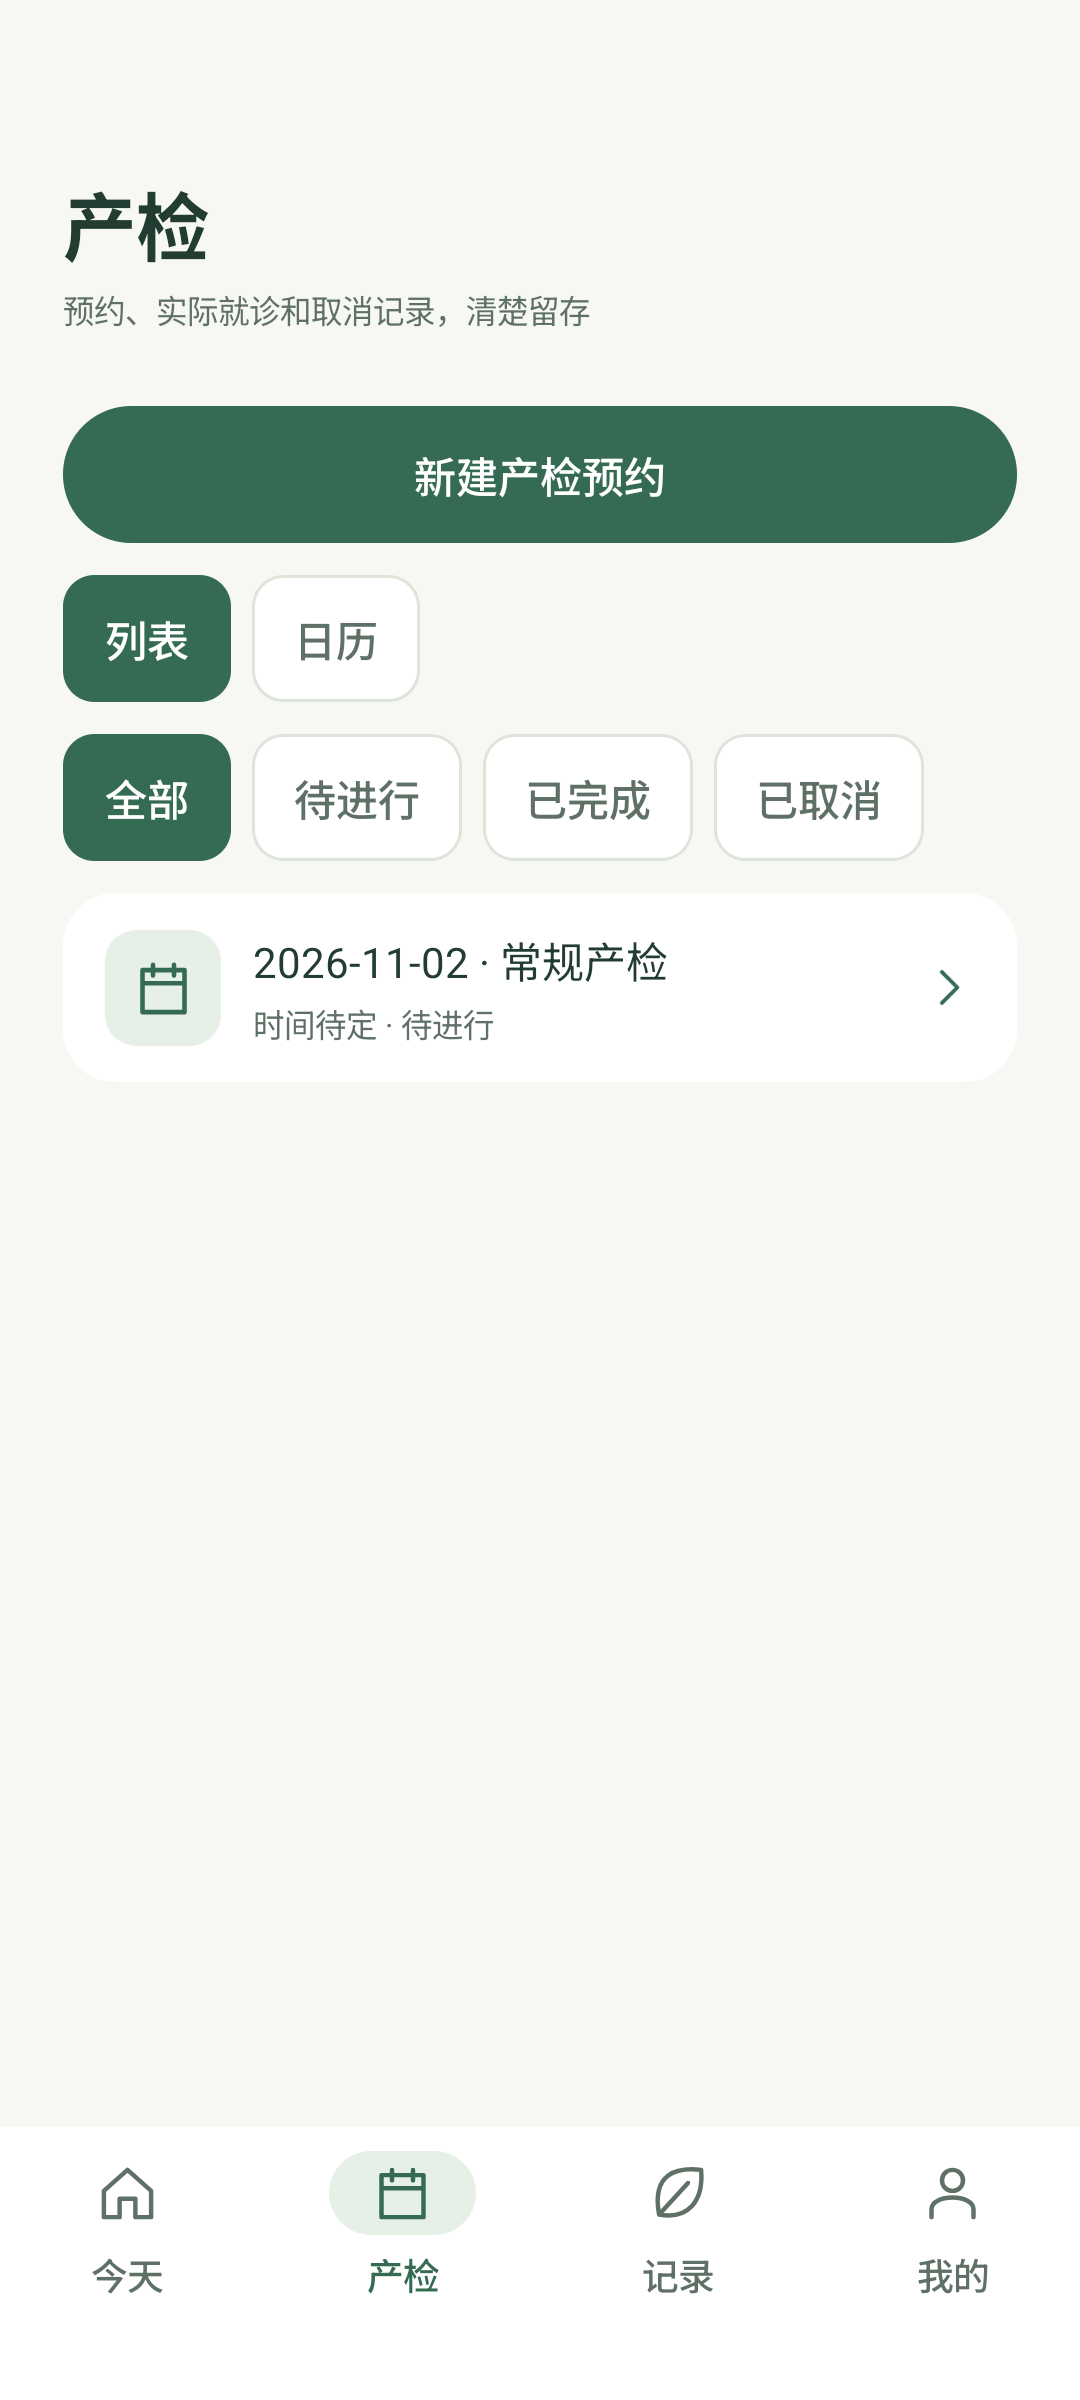 产检
预约、实际就诊和取消记录，清楚留存
新建产检预约
列表 日历
全部 待进行 已完成 已取消
2026-11-02 · 常规产检
时间待定 · 待进行
今天 产检 记录 我的